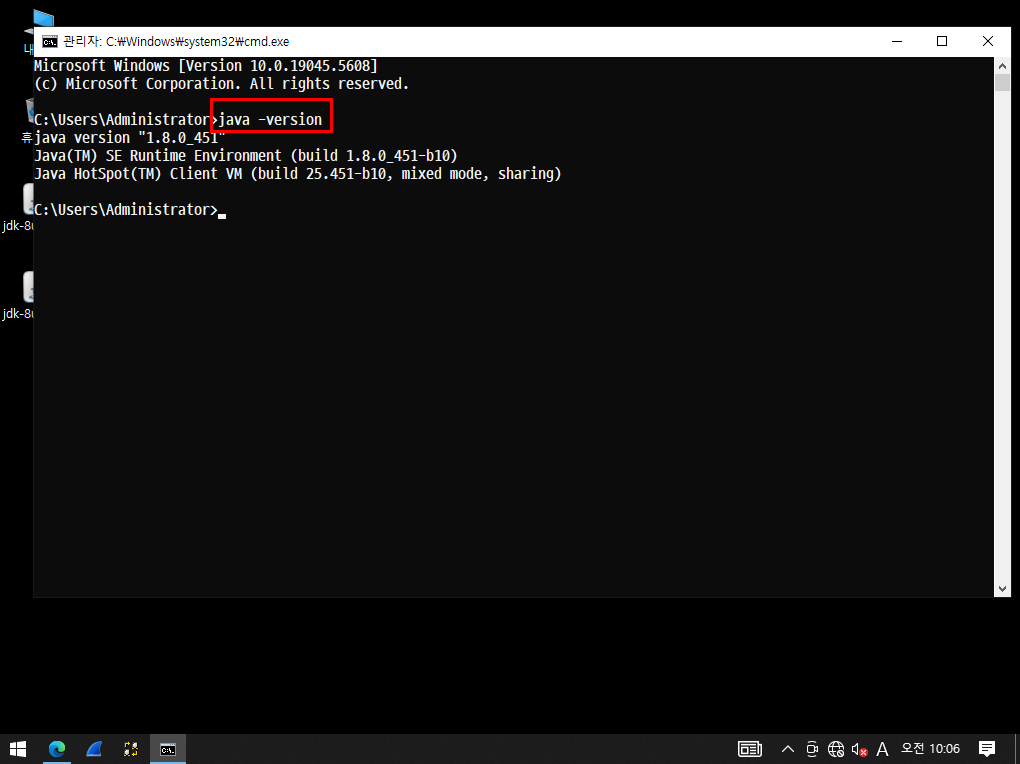 관리자: C:₩Windows₩system32₩cmd.exe
Microsoft Windows [Version 10.0.19045.5608]
(c) Microsoft Corporation. All rights reserved.
C:\Users\Administrator>java -version
java version "1.8.0_451"
Java(TM) SE Runtime Environment (build 1.8.0_451-b10)
Java HotSpot(TM) Client VM (build 25.451-b10, mixed mode, sharing)
C:\Users\Administrator>
내
휴
jdk-8u
jdk-8u
A
오전 10:06